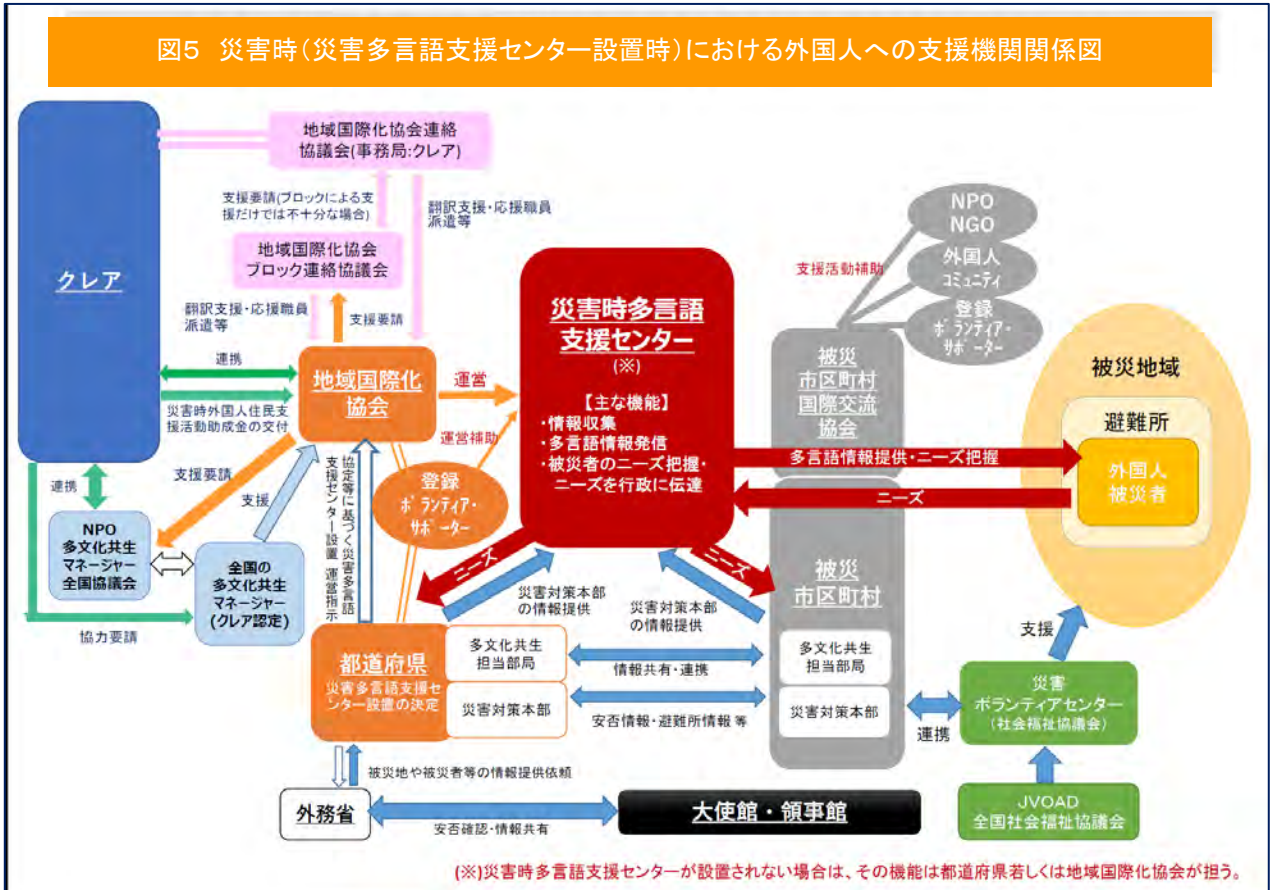 図5 災害時(災害多言語支援センター設置時)における外国人への支援機関関係図
クレア
地域国際化協会連絡
協議会(事務局:クレア)
支援要請(ブロックによる支
援だけでは不十分な場合)
翻訳支援・応援職員
派遣等
地域国際化協会
ブロック連絡協議会
翻訳支援・応援職員
派遣等
支援要請
連携
災害時外国人住民支
援活動助成金の交付
地域国際化
協会
運営
運営補助
支援要請
支援
連携
協定等に基づく災害多言語
支援センター設置 運営指示
登録
ボランティア・
サポーター
NPO
多文化共生
マネージャー
全国協議会
全国の
多文化共生
マネージャー
(クレア認定)
協力要請
災害時多言語
支援センター
(※)
【主な機能】
・情報収集
・多言語情報発信
・被災者のニーズ把握・
ニーズを行政に伝達
NPO
NGO
外国人
コミュニティ
登録
ボランティア・
サポーター
支援活動補助
被災
市区町村
国際交流
協会
被災地域
避難所
外国人
被災者
多言語情報提供・ニーズ把握
ニーズ
ニーズ
ニーズ
災害対策本部
の情報提供
災害対策本部
の情報提供
被災
市区町村
多文化共生
担当部局
災害対策本部
都道府県
災害多言語支援セ
ンター設置の決定
多文化共生
担当部局
災害対策本部
情報共有・連携
安否情報・避難所情報 等
支援
災害
ボランティアセンター
(社会福祉協議会)
連携
JVOAD
全国社会福祉協議会
被災地や被災者等の情報提供依頼
外務省
安否確認・情報共有
大使館・領事館
(※)災害時多言語支援センターが設置されない場合は、その機能は都道府県若しくは地域国際化協会が担う。